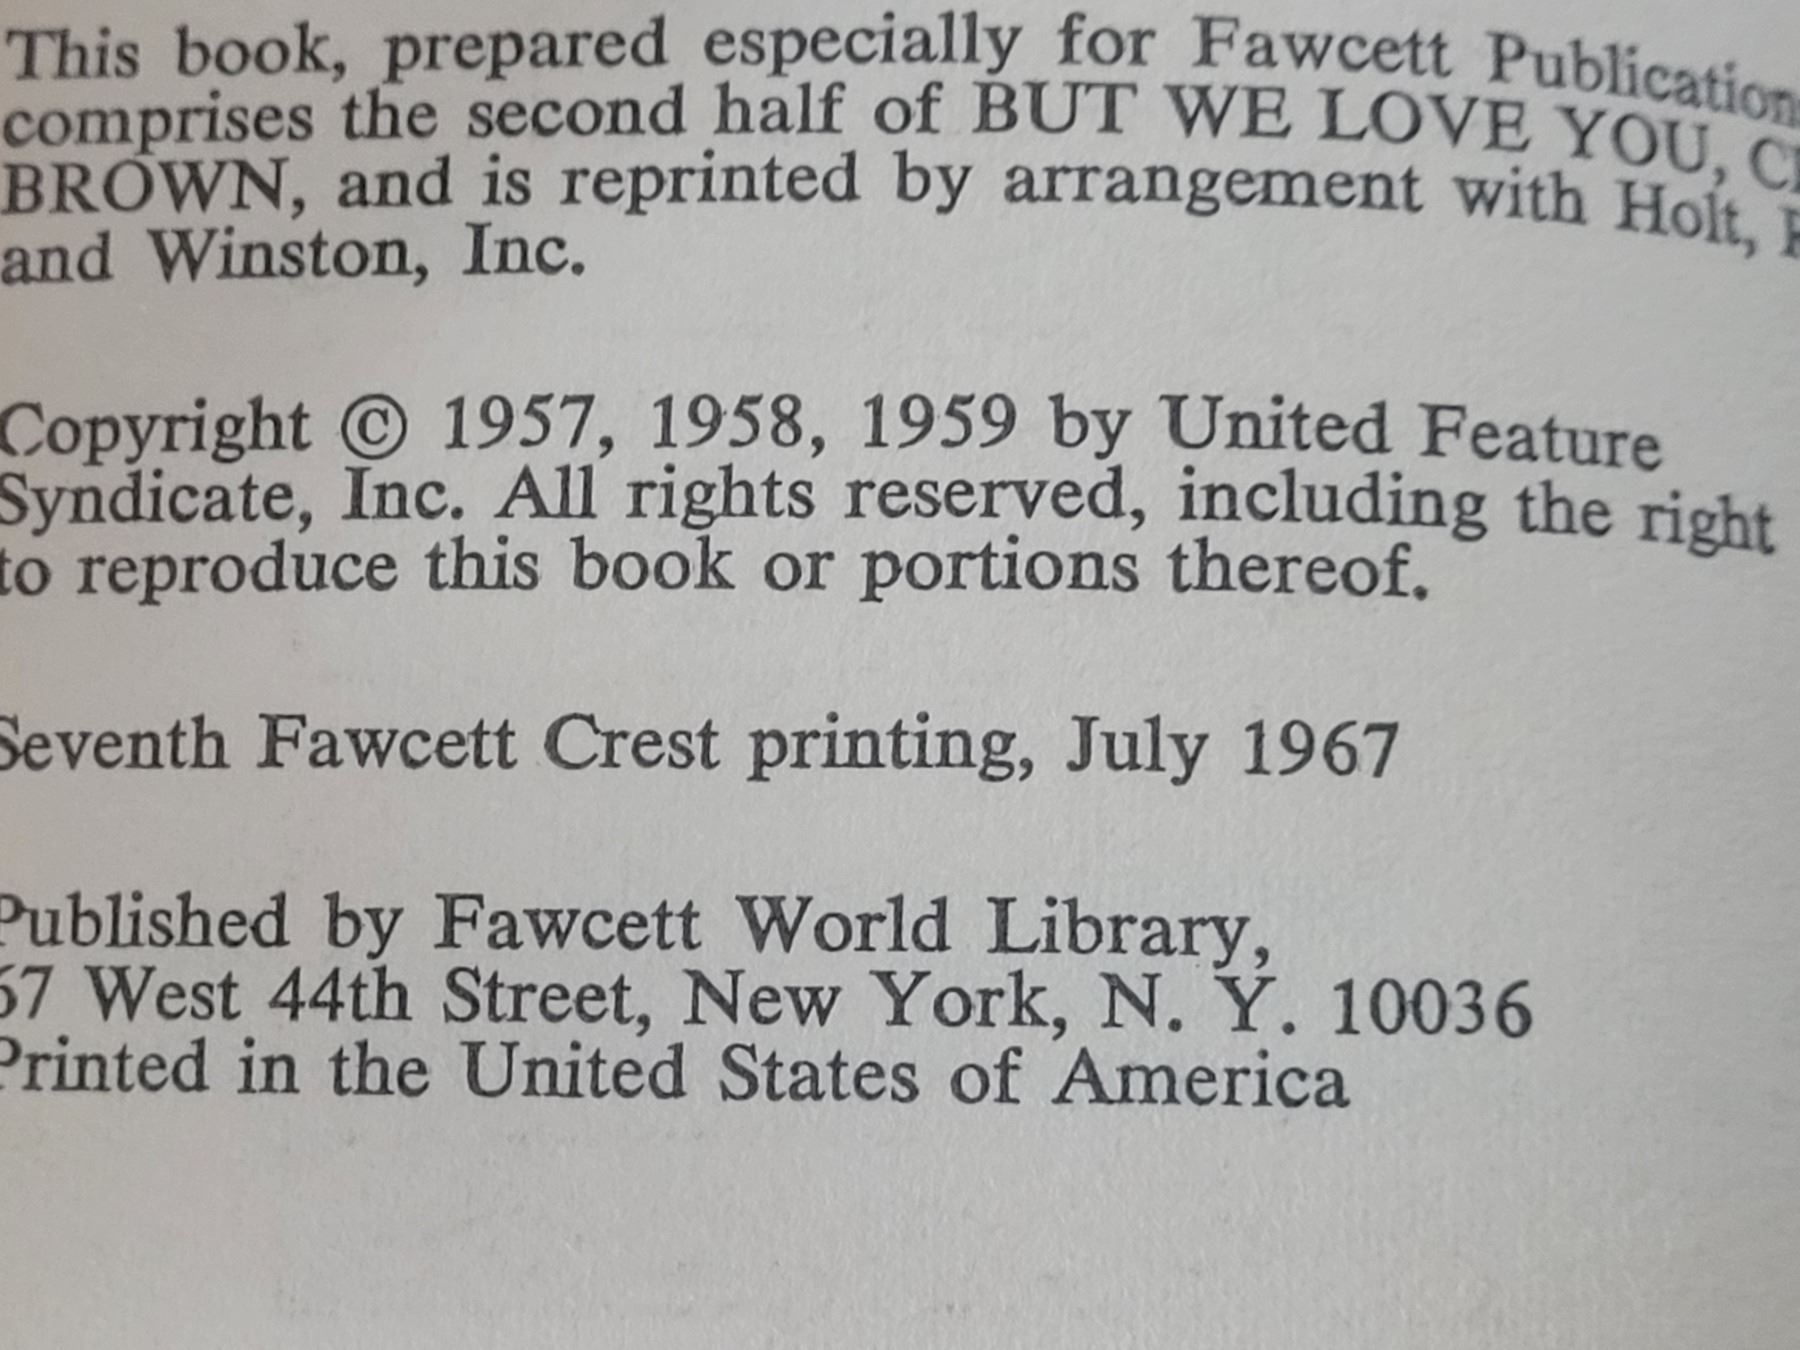 This book, prepared especially for Fawcett Publication
comprises the second half of BUT WE LOVE YOU,
BROWN, and is reprinted by arrangement with Holt,
and Winston, Inc.
Copyright © 1957, 1958, 1959 by United Feature
Syndicate, Inc. All rights reserved, including the right
to reproduce this book or portions thereof.
Seventh Fawcett Crest printing, July 1967
Published by Fawcett World Library,
67 West 44th Street, New York, N. Y. 10036
Printed in the United States of America